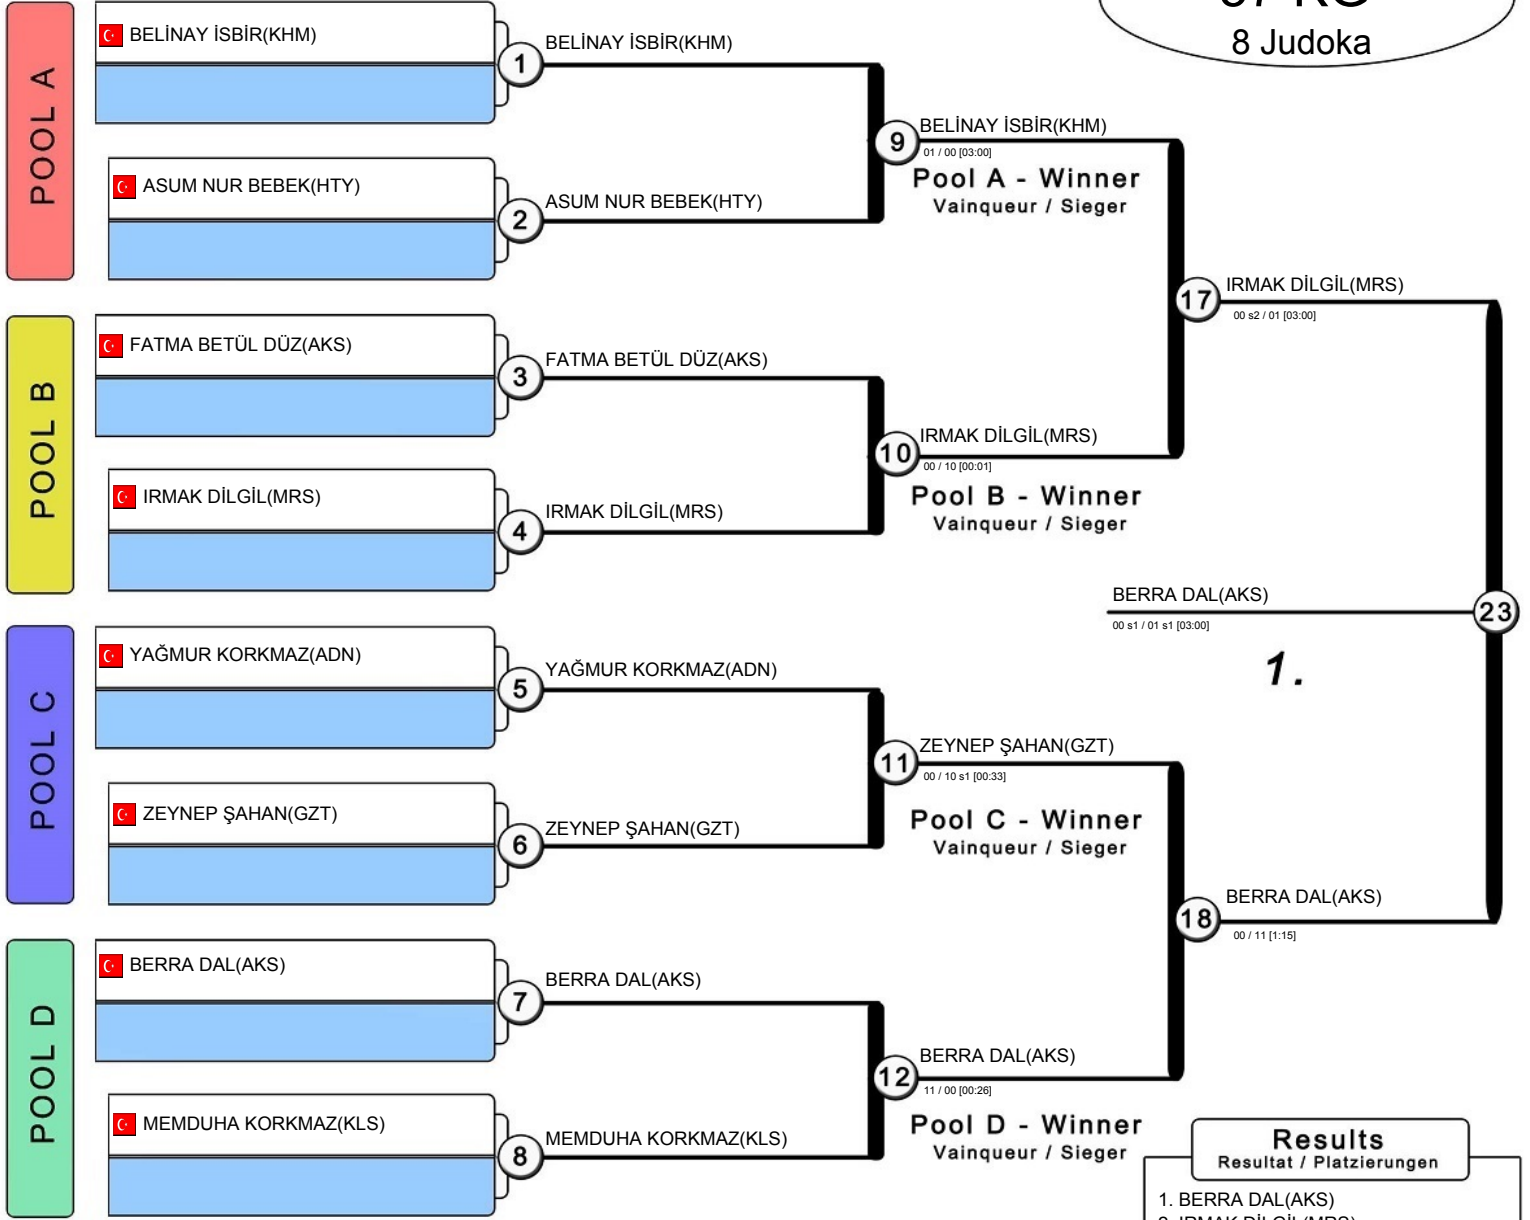 8 Judoka
POOL A
BELİNAY İSBİR(KHM)
1
BELİNAY İSBİR(KHM)
ASUM NUR BEBEK(HTY)
2
ASUM NUR BEBEK(HTY)
9
BELİNAY İSBİR(KHM)
01 / 00 [03:00]
Pool A - Winner
Vainqueur / Sieger
POOL B
FATMA BETÜL DÜZ(AKS)
3
FATMA BETÜL DÜZ(AKS)
IRMAK DİLGİL(MRS)
4
IRMAK DİLGİL(MRS)
10
IRMAK DİLGİL(MRS)
00 / 10 [00:01]
Pool B - Winner
Vainqueur / Sieger
17
IRMAK DİLGİL(MRS)
00 s2 / 01 [03:00]
POOL C
YAĞMUR KORKMAZ(ADN)
5
YAĞMUR KORKMAZ(ADN)
ZEYNEP ŞAHAN(GZT)
6
ZEYNEP ŞAHAN(GZT)
11
ZEYNEP ŞAHAN(GZT)
00 / 10 s1 [00:33]
Pool C - Winner
Vainqueur / Sieger
POOL D
BERRA DAL(AKS)
7
BERRA DAL(AKS)
MEMDUHA KORKMAZ(KLS)
8
MEMDUHA KORKMAZ(KLS)
12
BERRA DAL(AKS)
11 / 00 [00:26]
Pool D - Winner
Vainqueur / Sieger
18
BERRA DAL(AKS)
00 / 11 [1:15]
BERRA DAL(AKS)
23
00 s1 / 01 s1 [03:00]
1.
Results
Resultat / Platzierungen
1. BERRA DAL(AKS)
2. IRMAK DİLGİL(MRS)